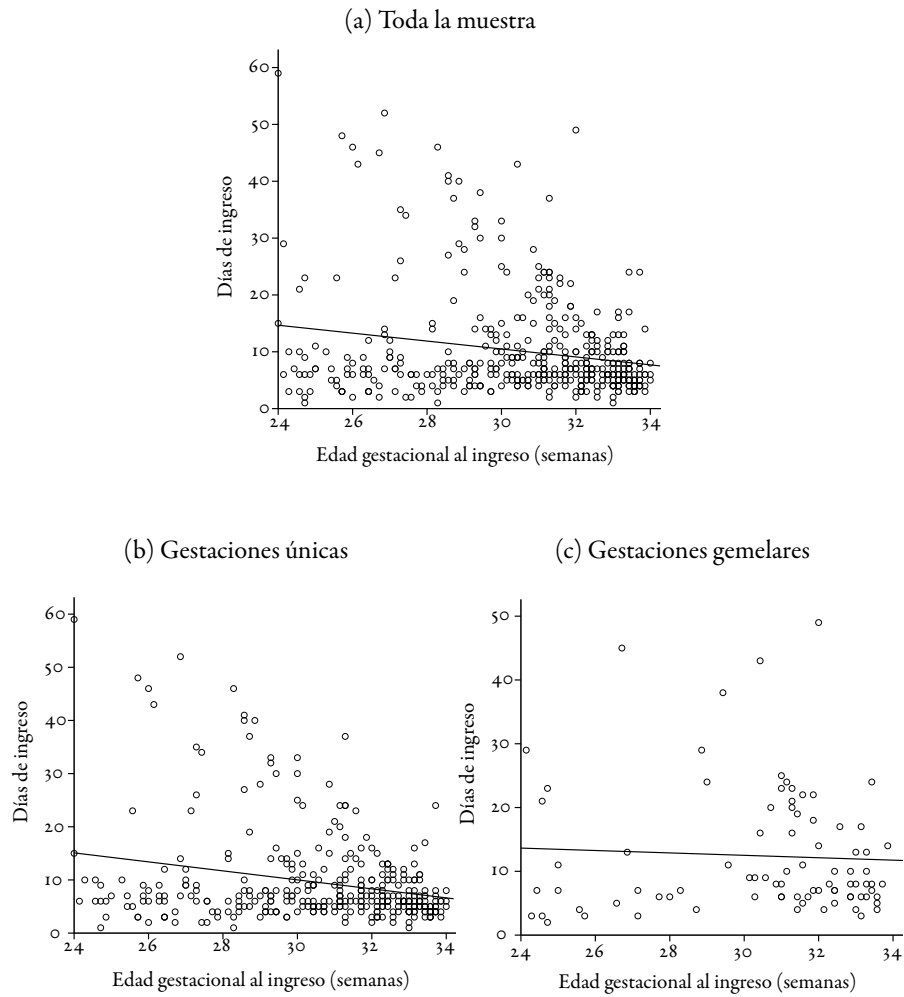 (a) Toda la muestra
60
50
40
30
20
10
0
Días de ingreso
24 26 28 30 32 34
Edad gestacional al ingreso (semanas)
(b) Gestaciones únicas
60
50
40
30
20
10
0
Días de ingreso
24 26 28 30 32 34
Edad gestacional al ingreso (semanas)
(c) Gestaciones gemelares
50
40
30
20
10
0
Días de ingreso
24 26 28 30 32 34
Edad gestacional al ingreso (semanas)